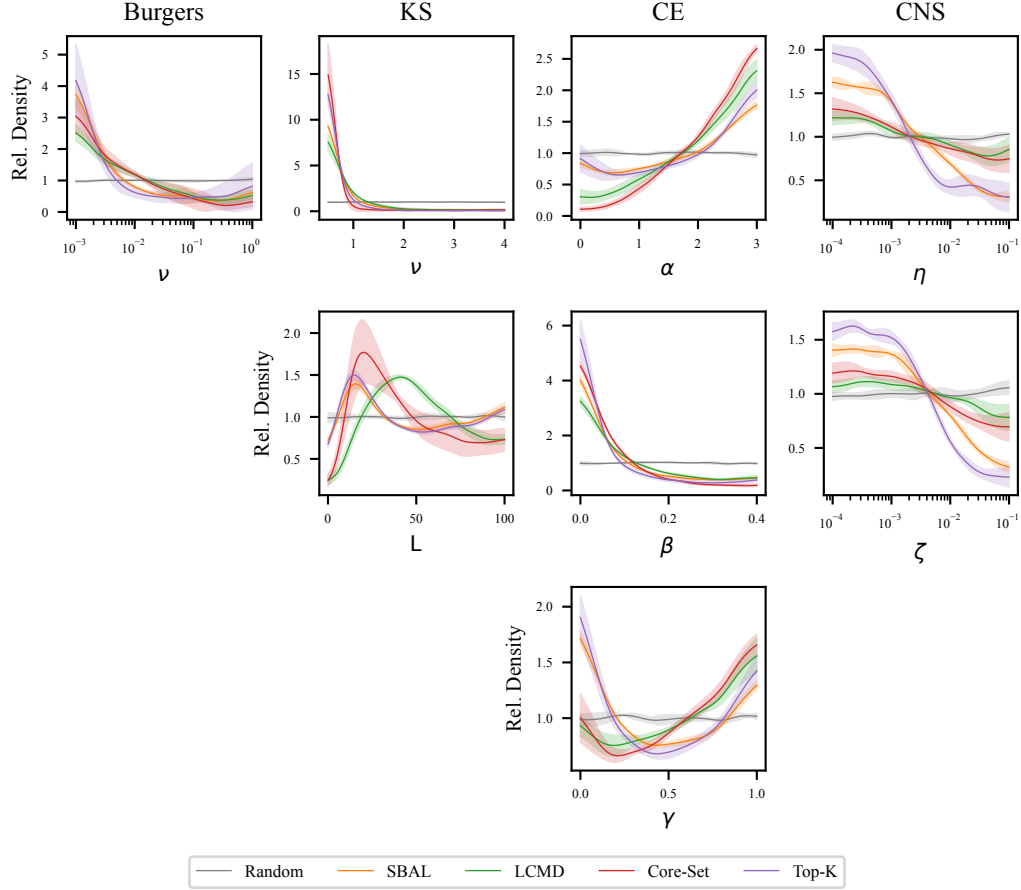 Burgers KS CE CNS
Rel. Density
5
4
3
2
1
0
10⁻³ 10⁻² 10⁻¹ 10⁰
ν
15
10
5
0
1 2 3 4
ν
2.5
2.0
1.5
1.0
0.5
0.0
0 1 2 3
α
2.0
1.5
1.0
0.5
10⁻⁴ 10⁻³ 10⁻² 10⁻¹
η
Rel. Density
2.0
1.5
1.0
0.5
0 50 100
L
6
4
2
0
0.0 0.2 0.4
β
1.5
1.0
0.5
10⁻⁴ 10⁻³ 10⁻² 10⁻¹
ζ
Rel. Density
2.0
1.5
1.0
0.0 0.5 1.0
γ
Random SBAL LCMD Core-Set Top-K